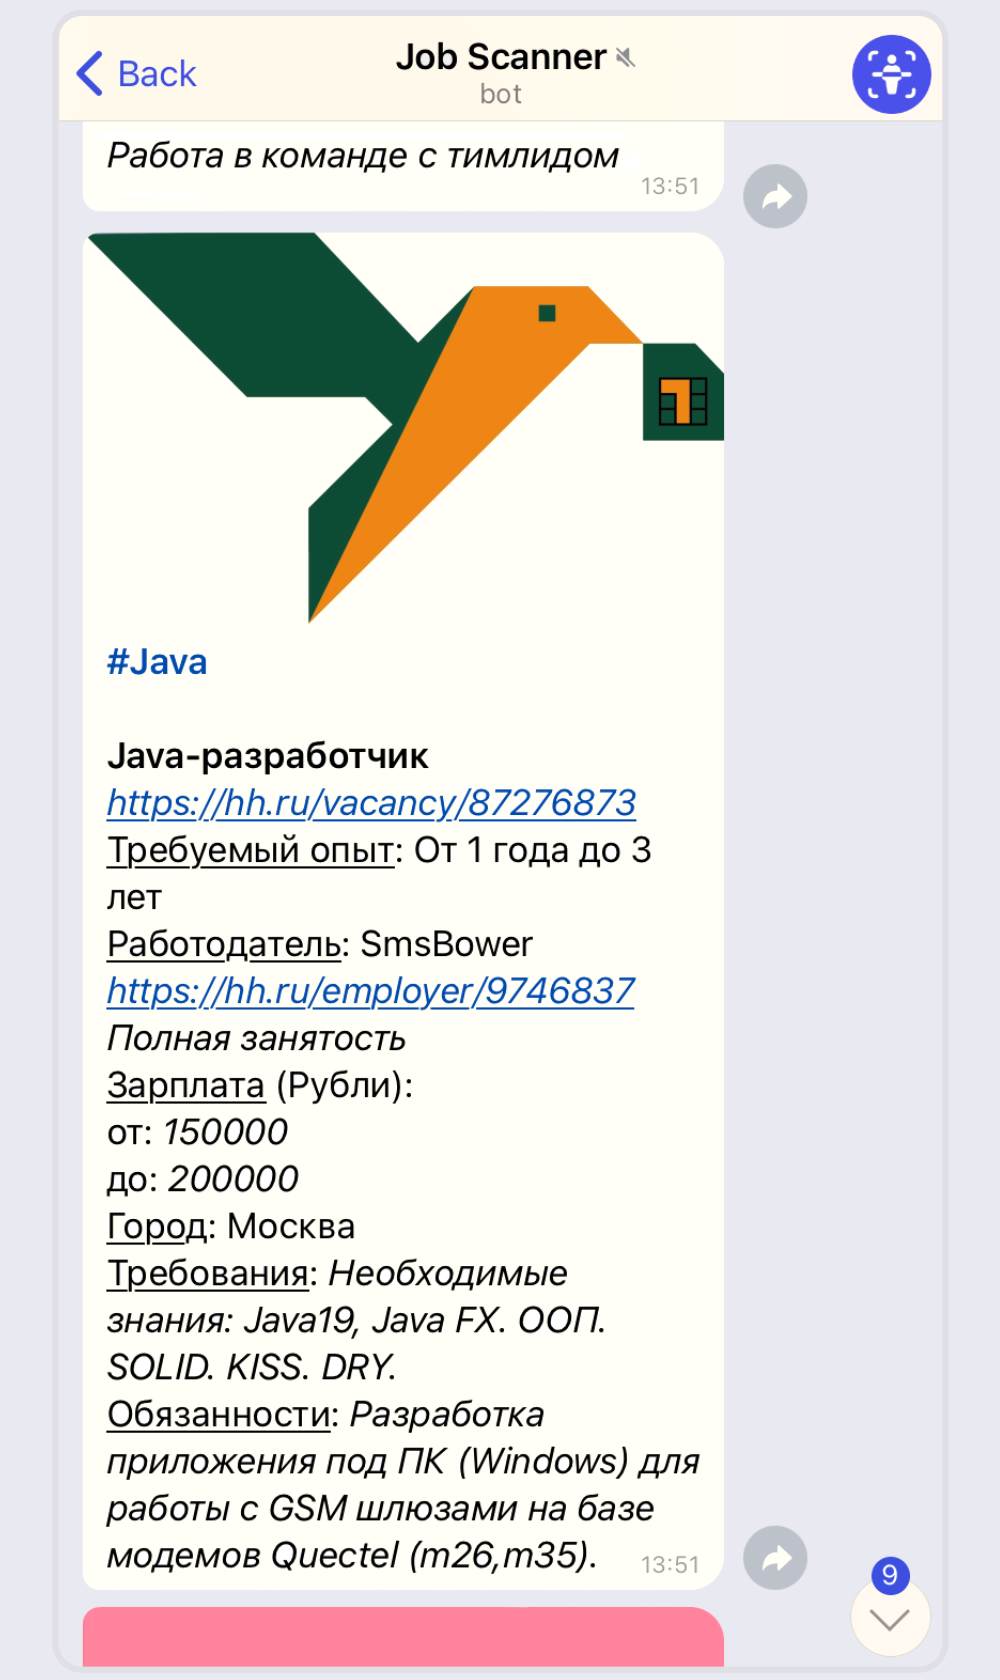 Back
Job Scanner
bot
Работа в команде с тимлидом
13:51
#Java
Java-разработчик
https://hh.ru/vacancy/87276873
Требуемый опыт: От 1 года до 3
лет
Работодатель: SmsBower
https://hh.ru/employer/9746837
Полная занятость
Зарплата (Рубли):
от: 150000
до: 200000
Город: Москва
Требования: Необходимые
знания: Java19, Java FX. ООП.
SOLID. KISS. DRY.
Обязанности: Разработка
приложения под ПК (Windows) для
работы с GSM шлюзами на базе
модемов Quectel (m26,m35).
13:51
9